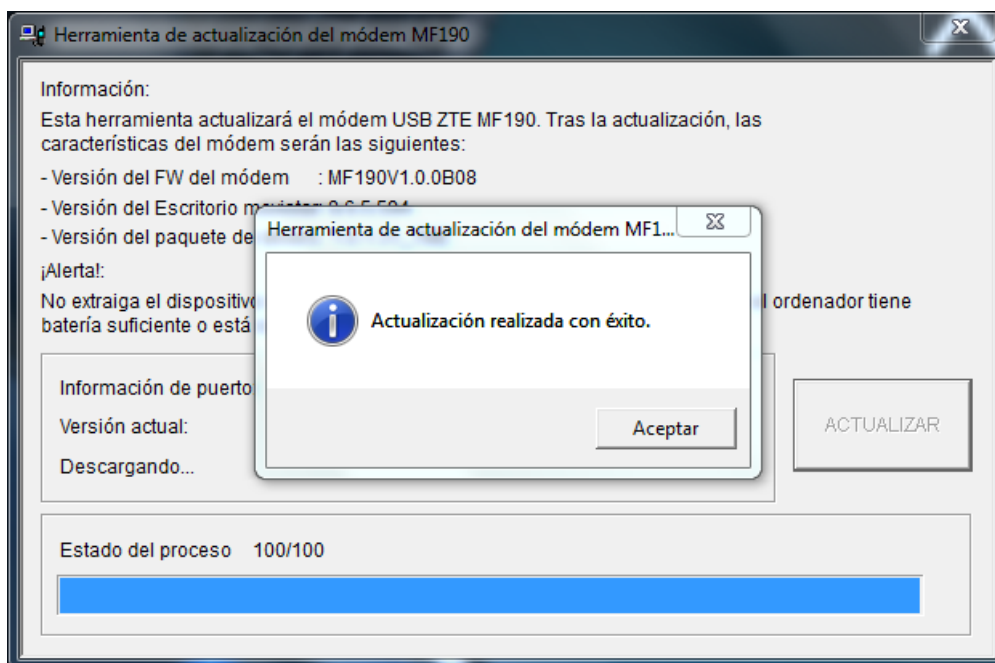 Herramienta de actualización del módem MF190
Información:
Esta herramienta actualizará el módem USB ZTE MF190. Tras la actualización, las
características del módem serán las siguientes:
- Versión del FW del módem : MF190V1.0.0B08
- Versión del Escritorio
- Versión del paquete de
Herramienta de actualización del módem MF1...
¡Alerta!:
No extraiga el dispositivo
ordenador tiene
batería suficiente o está
Actualización realizada con éxito.
Aceptar
Información de puerto
Versión actual:
Descargando...
ACTUALIZAR
Estado del proceso 100/100